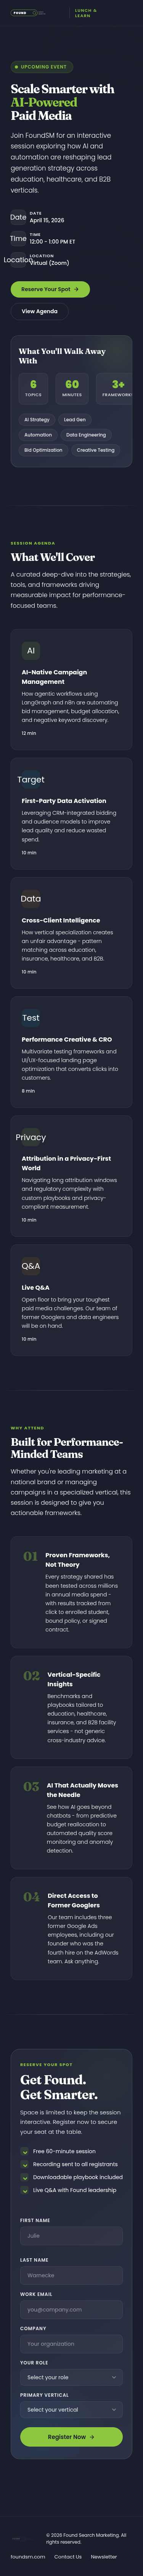 FOUND
LUNCH &
LEARN
UPCOMING EVENT
Scale Smarter with
AI-Powered
Paid Media
Join FoundSM for an interactive
session exploring how AI and
automation are reshaping lead
generation strategy across
education, healthcare, and B2B
verticals.
Date
DATE
April 15, 2026
Time
TIME
12:00 - 1:00 PM ET
Location
LOCATION
Virtual (Zoom)
Reserve Your Spot →
View Agenda
What You'll Walk Away
With
6
TOPICS
60
MINUTES
3+
FRAMEWORKS
AI Strategy
Lead Gen
Automation
Data Engineering
Bid Optimization
Creative Testing
SESSION AGENDA
What We'll Cover
A curated deep-dive into the strategies,
tools, and frameworks driving
measurable impact for performance-
focused teams.
AI
AI-Native Campaign
Management
How agentic workflows using
LangGraph and n8n are automating
bid management, budget allocation,
and negative keyword discovery.
12 min
Target
First-Party Data Activation
Leveraging CRM-integrated bidding
and audience models to improve
lead quality and reduce wasted
spend.
10 min
Data
Cross-Client Intelligence
How vertical specialization creates
an unfair advantage - pattern
matching across education,
insurance, healthcare, and B2B.
10 min
Test
Performance Creative & CRO
Multivariate testing frameworks and
UI/UX-focused landing page
optimization that converts clicks into
customers.
8 min
Privacy
Attribution in a Privacy-First
World
Navigating long attribution windows
and regulatory complexity with
custom playbooks and privacy-
compliant measurement.
10 min
Q&A
Live Q&A
Open floor to bring your toughest
paid media challenges. Our team of
former Googlers and data engineers
will be on hand.
10 min
WHY ATTEND
Built for Performance-
Minded Teams
Whether you're leading marketing at a
national brand or managing
campaigns in a specialized vertical, this
session is designed to give you
actionable frameworks.
01
Proven Frameworks,
Not Theory
Every strategy shared has
been tested across millions
in annual media spend -
with results tracked from
click to enrolled student,
bound policy, or signed
contract.
02
Vertical-Specific
Insights
Benchmarks and
playbooks tailored to
education, healthcare,
insurance, and B2B facility
services - not generic
cross-industry advice.
03
AI That Actually Moves
the Needle
See how AI goes beyond
chatbots - from predictive
budget reallocation to
automated quality score
monitoring and anomaly
detection.
04
Direct Access to
Former Googlers
Our team includes three
former Google Ads
employees, including our
founder who was the
fourth hire on the AdWords
team. Ask anything.
RESERVE YOUR SPOT
Get Found.
Get Smarter.
Space is limited to keep the session
interactive. Register now to secure
your seat at the table.
Free 60-minute session
Recording sent to all registrants
Downloadable playbook included
Live Q&A with Found leadership
FIRST NAME
Julie
LAST NAME
Warnecke
WORK EMAIL
you@company.com
COMPANY
Your organization
YOUR ROLE
Select your role
PRIMARY VERTICAL
Select your vertical
Register Now →
© 2026 Found Search Marketing. All
rights reserved.
foundsm.com
Contact Us
Newsletter